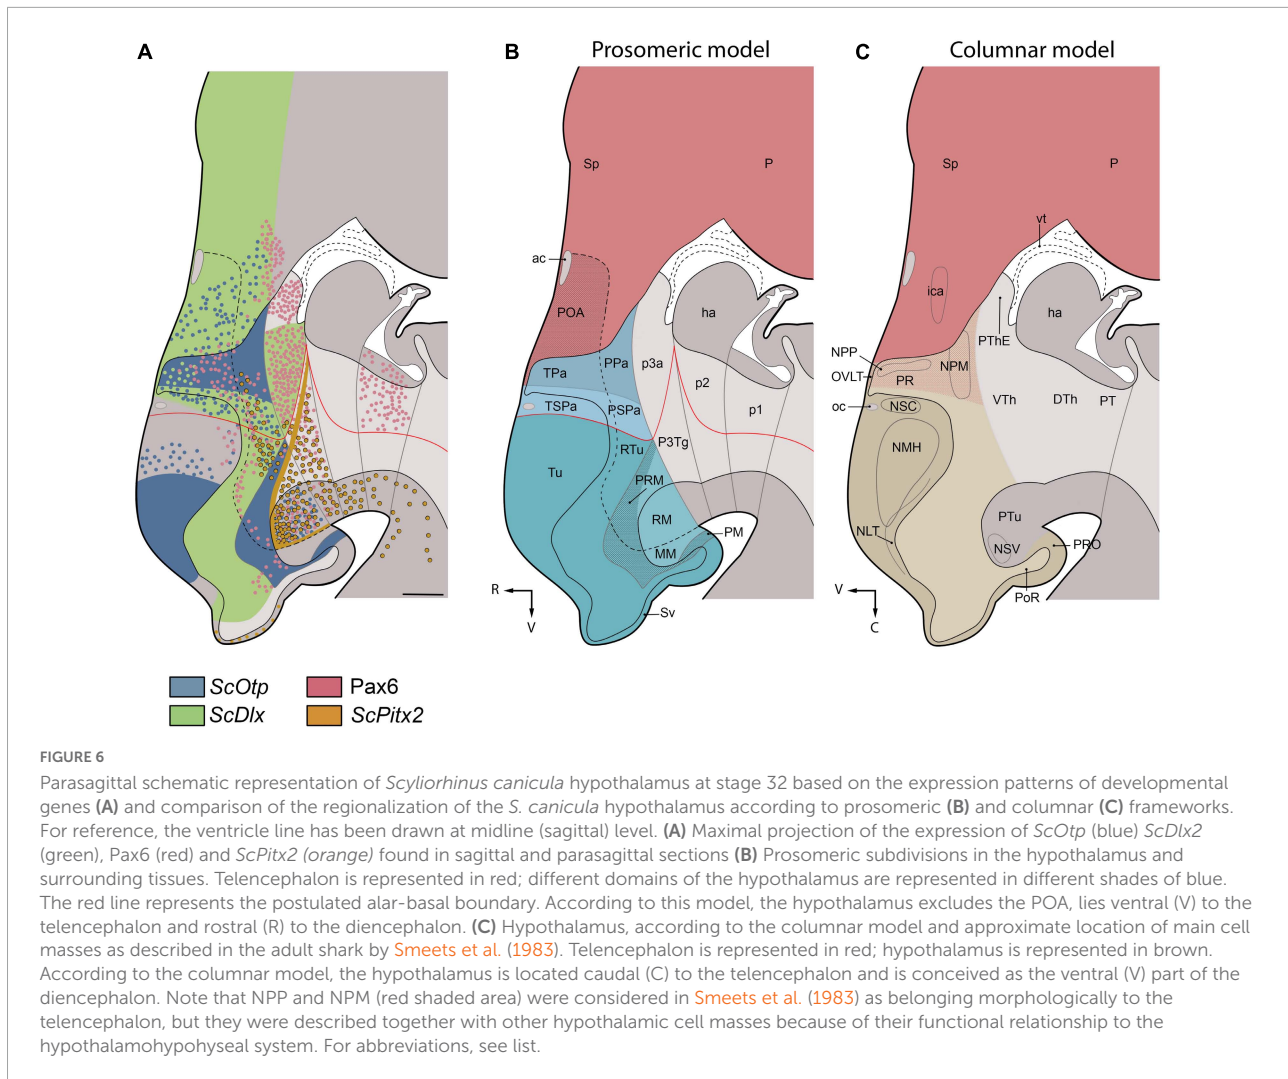 A
B
Prosomeric model
C
Columnar model
Sp
P
Sp
P
vt
ac
POA
ha
ica
PThE
ha
NPP
OVLT
PR
NPM
TPa
PPa
p3a
p2
VTh
DTh
PT
oc
NSC
TSPa
PSPa
p1
RTu
P3Tg
NMH
Tu
PRM
RM
PM
MM
PTu
NLT
NSV
PRO
PoR
R
V
Sv
V
C
ScOtp
Pax6
ScDlx
ScPitx2
FIGURE 6
Parasagittal schematic representation of Scyliorhinus canicula hypothalamus at stage 32 based on the expression patterns of developmental
genes (A) and comparison of the regionalization of the S. canicula hypothalamus according to prosomeric (B) and columnar (C) frameworks.
For reference, the ventricle line has been drawn at midline (sagittal) level. (A) Maximal projection of the expression of ScOtp (blue) ScDlx2
(green), Pax6 (red) and ScPitx2 (orange) found in sagittal and parasagittal sections (B) Prosomeric subdivisions in the hypothalamus and
surrounding tissues. Telencephalon is represented in red; different domains of the hypothalamus are represented in different shades of blue.
The red line represents the postulated alar-basal boundary. According to this model, the hypothalamus excludes the POA, lies ventral (V) to the
telencephalon and rostral (R) to the diencephalon. (C) Hypothalamus, according to the columnar model and approximate location of main cell
masses as described in the adult shark by Smeets et al. (1983). Telencephalon is represented in red; hypothalamus is represented in brown.
According to the columnar model, the hypothalamus is located caudal (C) to the telencephalon and is conceived as the ventral (V) part of the
diencephalon. Note that NPP and NPM (red shaded area) were considered in Smeets et al. (1983) as belonging morphologically to the
telencephalon, but they were described together with other hypothalamic cell masses because of their functional relationship to the
hypothalamohypohyseal system. For abbreviations, see list.